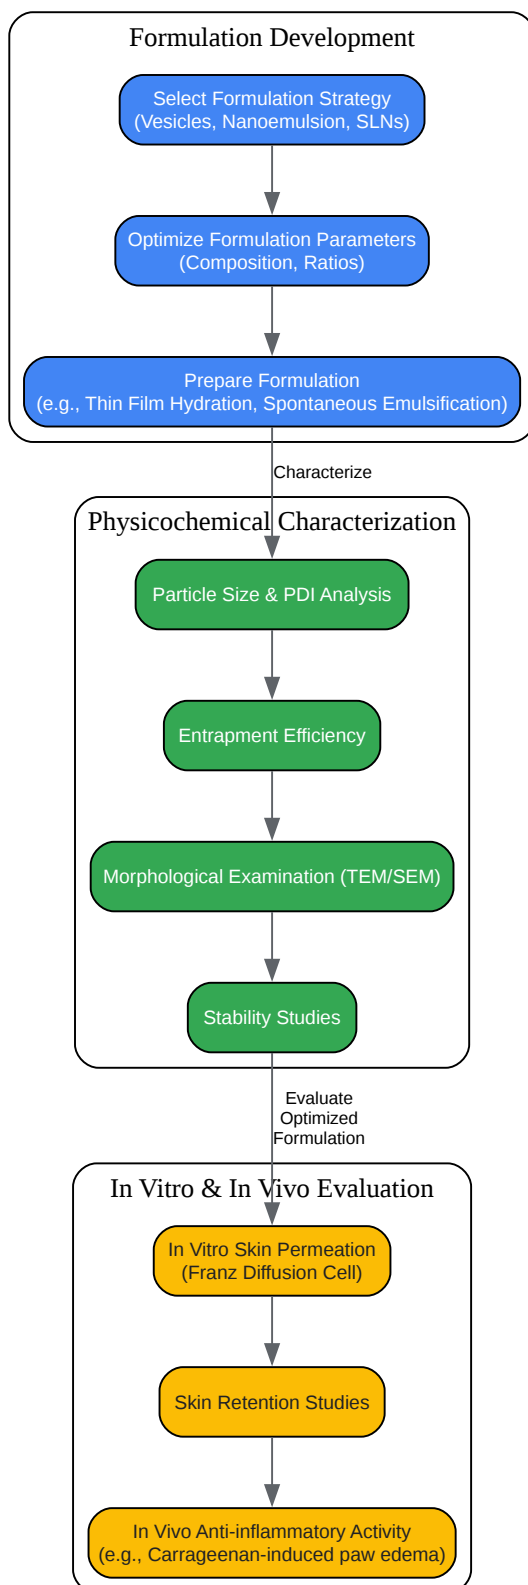 Formulation Development
Select Formulation Strategy
(Vesicles, Nanoemulsion, SLNs)
Optimize Formulation Parameters
(Composition, Ratios)
Prepare Formulation
(e.g., Thin Film Hydration, Spontaneous Emulsification)
Characterize
Physicochemical Characterization
Particle Size & PDI Analysis
Entrapment Efficiency
Morphological Examination (TEM/SEM)
Stability Studies
Evaluate
Optimized
Formulation
In Vitro & In Vivo Evaluation
In Vitro Skin Permeation
(Franz Diffusion Cell)
Skin Retention Studies
In Vivo Anti-inflammatory Activity
(e.g., Carrageenan-induced paw edema)